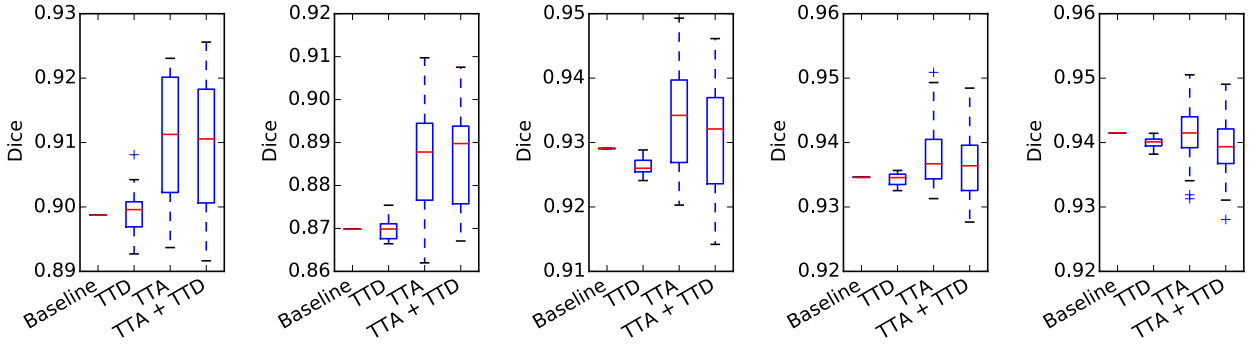 Dice
0.93
0.92
0.91
0.90
0.89
Baseline
TTD
TTA
TTA + TTD
Dice
0.92
0.91
0.90
0.89
0.88
0.87
0.86
Baseline
TTD
TTA
TTA + TTD
Dice
0.95
0.94
0.93
0.92
0.91
Baseline
TTD
TTA
TTA + TTD
Dice
0.96
0.95
0.94
0.93
0.92
Baseline
TTD
TTA
TTA + TTD
Dice
0.96
0.95
0.94
0.93
0.92
Baseline
TTD
TTA
TTA + TTD